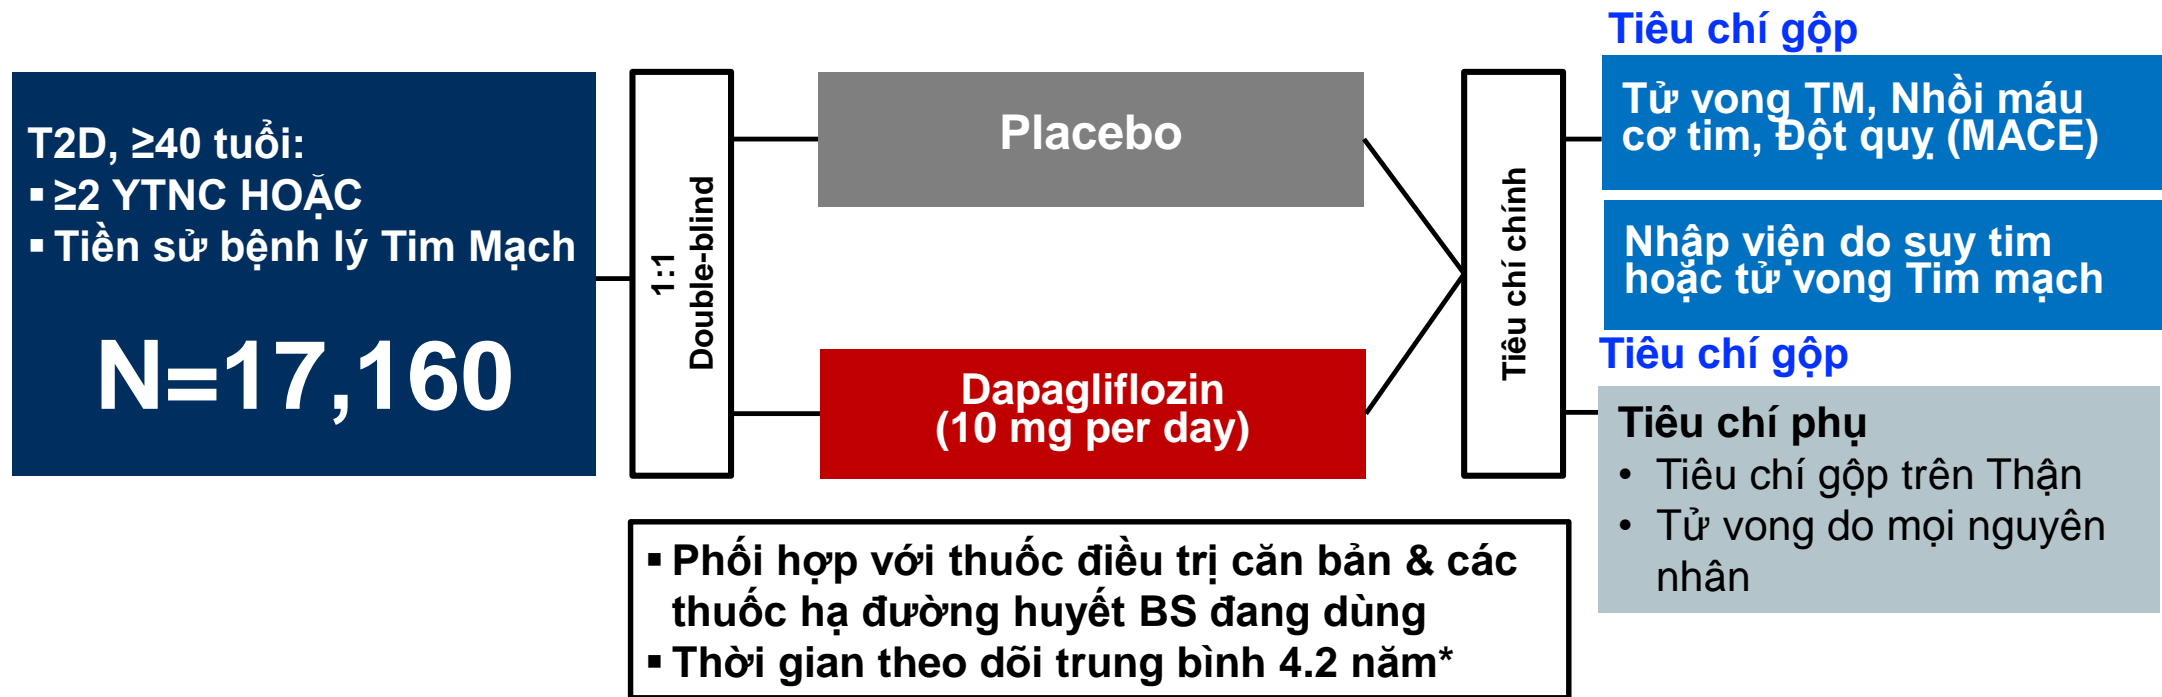 T2D, ≥40 tuổi:
▪ ≥2 YTNC HOẶC
▪ Tiền sử bệnh lý Tim Mạch
N=17,160
1:1
Double-blind
Placebo
Dapagliflozin
(10 mg per day)
▪ Phối hợp với thuốc điều trị căn bản & các
thuốc hạ đường huyết BS đang dùng
▪ Thời gian theo dõi trung bình 4.2 năm*
Tiêu chí chính
Tiêu chí gộp
Tử vong TM, Nhồi máu
cơ tim, Đột quỵ (MACE)
Nhập viện do suy tim
hoặc tử vong Tim mạch
Tiêu chí gộp
Tiêu chí phụ
• Tiêu chí gộp trên Thận
• Tử vong do mọi nguyên
nhân